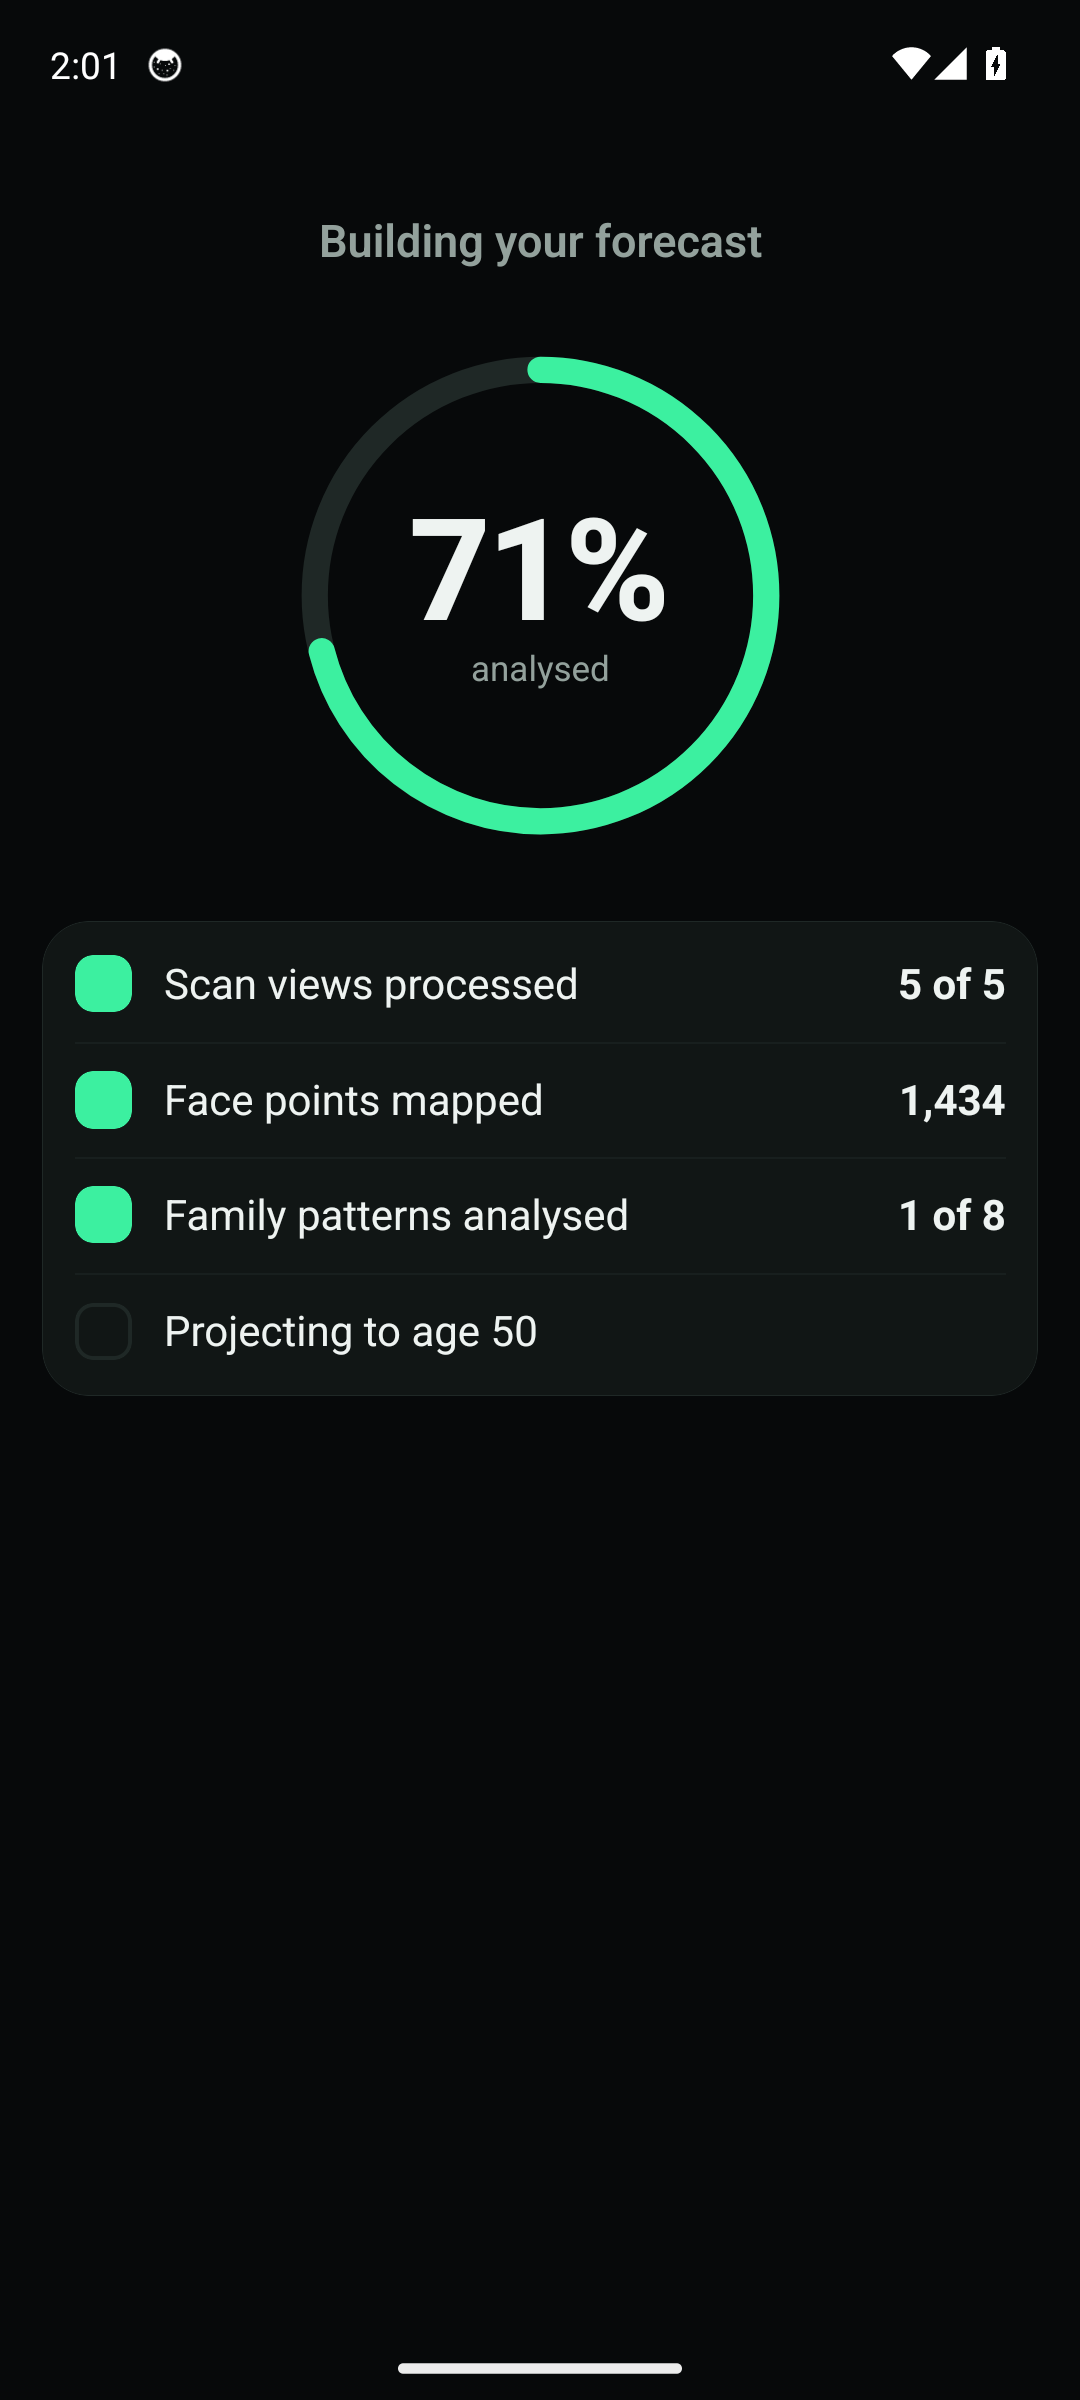 2:01
Building your forecast
71%
analysed
Scan views processed 5 of 5
Face points mapped 1,434
Family patterns analysed 1 of 8
Projecting to age 50